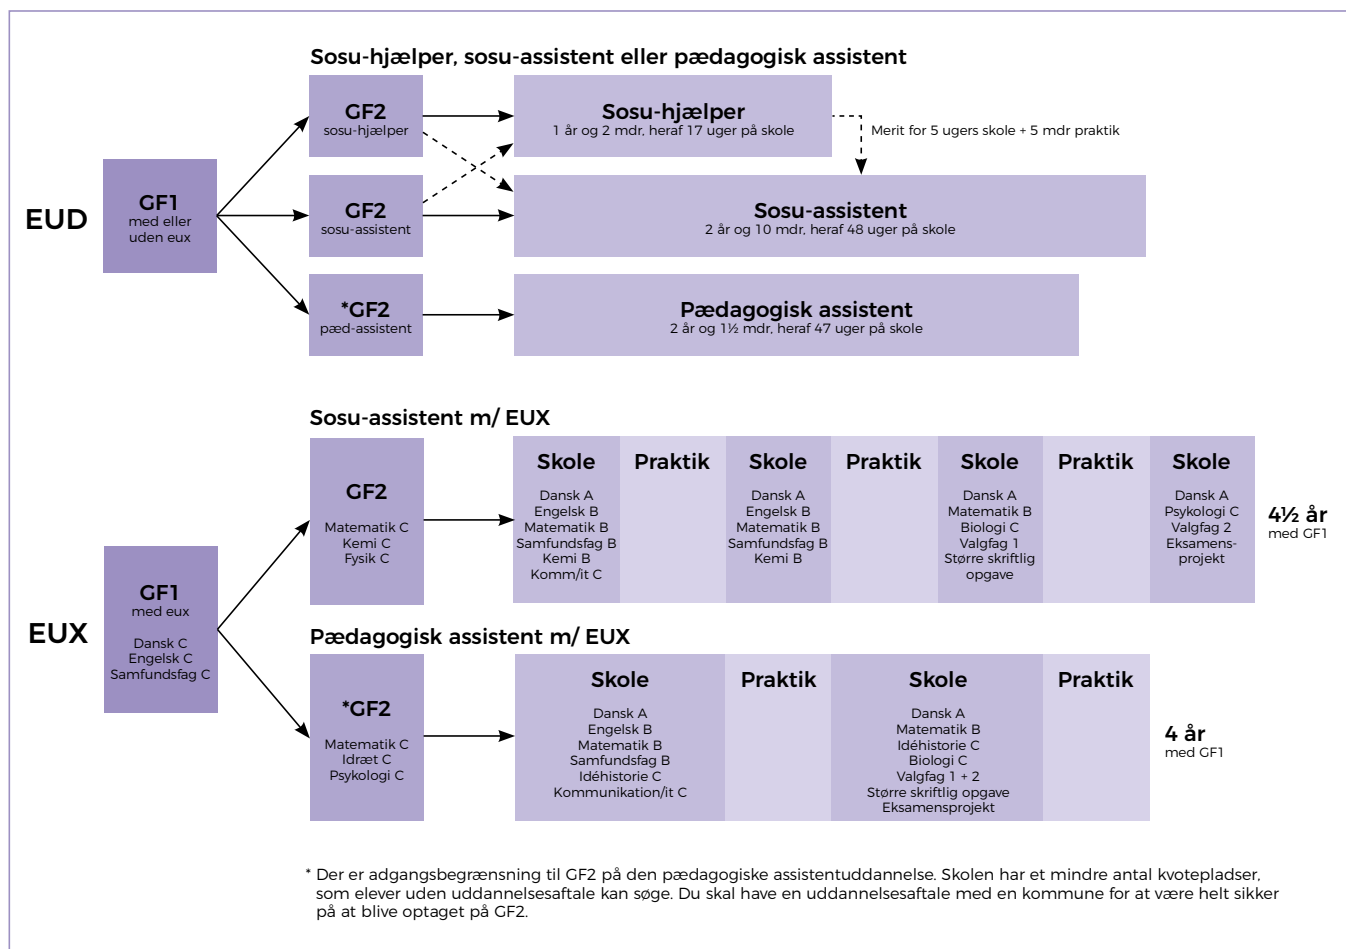 Sosu-hjælper, sosu-assistent eller pædagogisk assistent
EUD
GF1
med eller
uden eux
GF2
sosu-hjælper
Sosu-hjælper
1 år og 2 mdr, heraf 17 uger på skole
Merit for 5 ugers skole + 5 mdr praktik
GF2
sosu-assistent
Sosu-assistent
2 år og 10 mdr, heraf 48 uger på skole
*GF2
pæd-assistent
Pædagogisk assistent
2 år og 1½ mdr, heraf 47 uger på skole
EUX
GF1
med eux
Dansk C
Engelsk C
Samfundsfag C
Sosu-assistent m/ EUX
GF2
Matematik C
Kemi C
Fysik C
Skole
Dansk A
Engelsk B
Matematik B
Samfundsfag B
Kemi B
Komm/it C
Praktik
Skole
Dansk A
Engelsk B
Matematik B
Samfundsfag B
Kemi B
Praktik
Skole
Dansk A
Matematik B
Biologi C
Valgfag 1
Større skriftlig
opgave
Praktik
Skole
Dansk A
Psykologi C
Valgfag 2
Eksamens-
projekt
4½ år
med GF1
Pædagogisk assistent m/ EUX
*GF2
Matematik C
Idræt C
Psykologi C
Skole
Dansk A
Engelsk B
Matematik B
Samfundsfag B
Idéhistorie C
Kommunikation/it C
Praktik
Skole
Dansk A
Matematik B
Idéhistorie C
Biologi C
Valgfag 1 + 2
Større skriftlig opgave
Eksamensprojekt
Praktik
4 år
med GF1
* Der er adgangsbegrænsning til GF2 på den pædagogiske assistentuddannelse. Skolen har et mindre antal kvotepladser,
som elever uden uddannelsesaftale kan søge. Du skal have en uddannelsesaftale med en kommune for at være helt sikker
på at blive optaget på GF2.